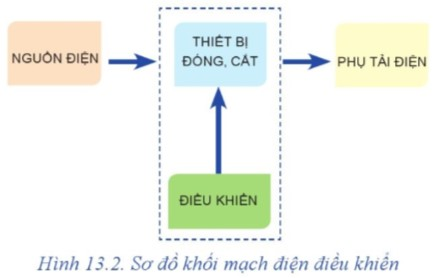 NGUỒN ĐIỆN
THIẾT BỊ
ĐÓNG, CẮT
PHỤ TẢI ĐIỆN
ĐIỀU KHIỂN
Hình 13.2. Sơ đồ khối mạch điện điều khiển